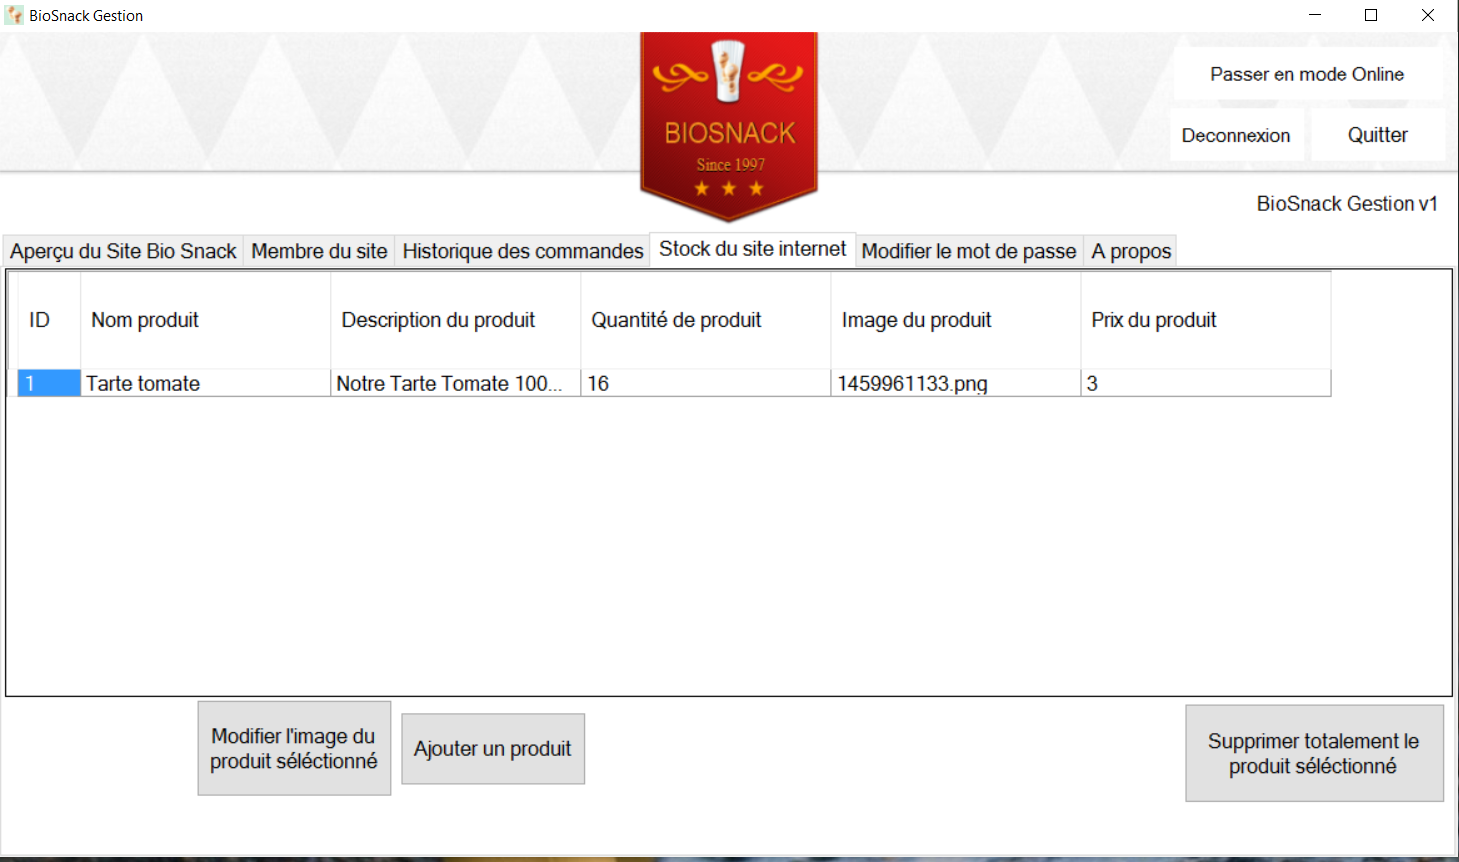 BioSnack Gestion
Passer en mode Online
BIOSNACK
Since 1997
Deconnexion
Quitter
BioSnack Gestion v1
Aperçu du Site Bio Snack
Membre du site
Historique des commandes
Stock du site internet
Modifier le mot de passe
A propos
ID
Nom produit
Description du produit
Quantité de produit
Image du produit
Prix du produit
1
Tarte tomate
Notre Tarte Tomate 100...
16
1459961133.png
3
Modifier l'image du
produit séléctionné
Ajouter un produit
Supprimer totalement le
produit séléctionné